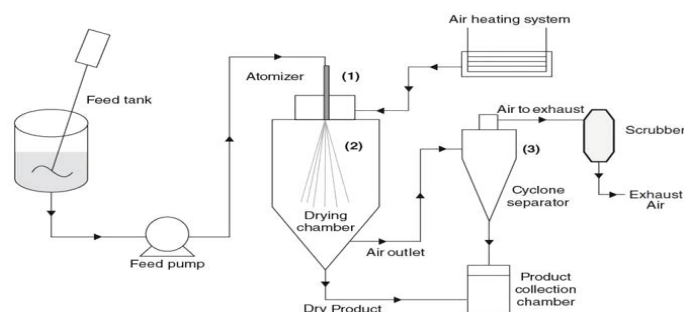 Air heating system
Feed tank
Atomizer
(1)
Air to exhaust
(2)
(3)
Scrubber
Cyclone
separator
Exhaust
Air
Drying
chamber
Air outlet
Feed pump
Product
collection
chamber
Dry Product